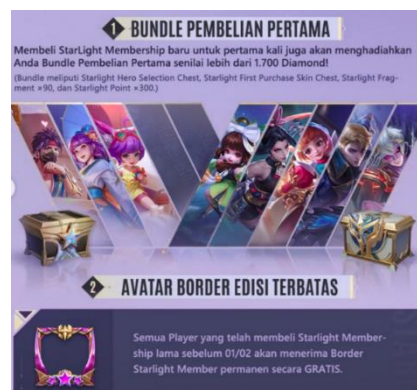 1 BUNDLE PEMBELIAN PERTAMA
Membeli StarLight Membership baru untuk pertama kali juga akan menghadiahkan
Anda Bundle Pembelian Pertama senilai lebih dari 1.700 Diamond!
(Bundle meliputi Starlight Hero Selection Chest, Starlight First Purchase Skin Chest, Starlight Frag-
ment ×90, dan Starlight Point ×300.)
2 AVATAR BORDER EDISI TERBATAS
Semua Player yang telah membeli Starlight Member-
ship lama sebelum 01/02 akan menerima Border
Starlight Member permanen secara GRATIS.